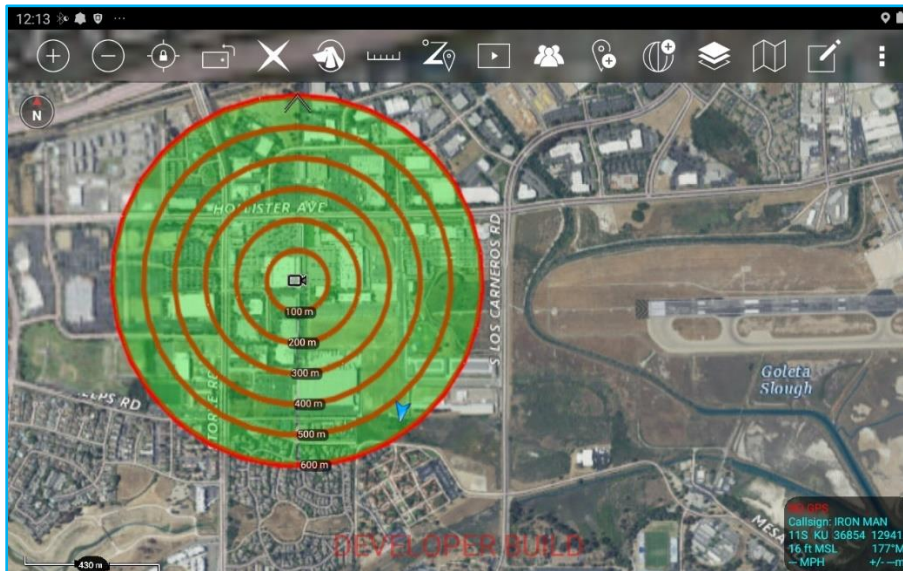 12:13
N
HOLLISTER AVE
S LOS CARNEROS RD
100 m
200 m
300 m
400 m
500 m
600 m
Goleta
Slough
DEVELOPER BUILD
NO GPS
Callsign: IRON MAN
11S KU 36854 12941
16 ft MSL 177°M
-- MPH +/- --m
430 m